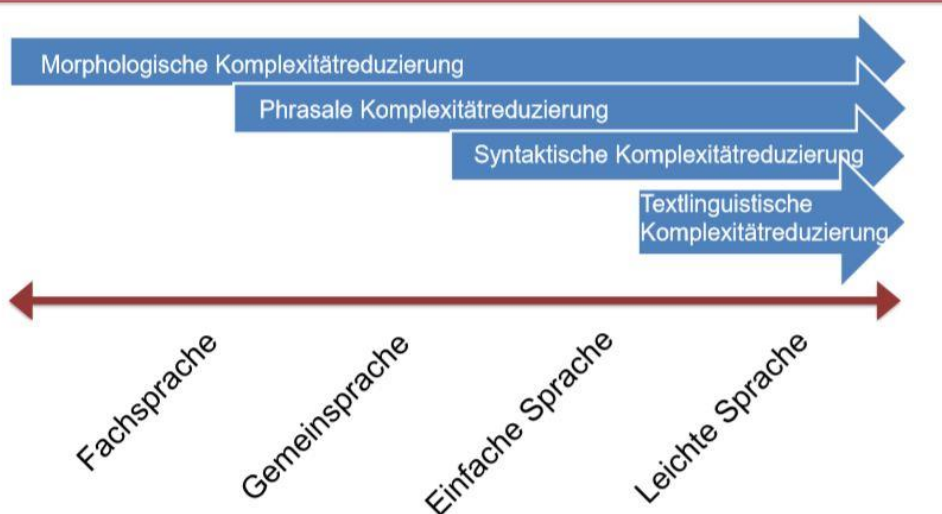 Morphologische Komplexitätreduzierung
Phrasale Komplexitätreduzierung
Syntaktische Komplexitätreduzierung
Textlinguistische
Komplexitätreduzierung
Fachsprache
Gemeinsprache
Einfache Sprache
Leichte Sprache